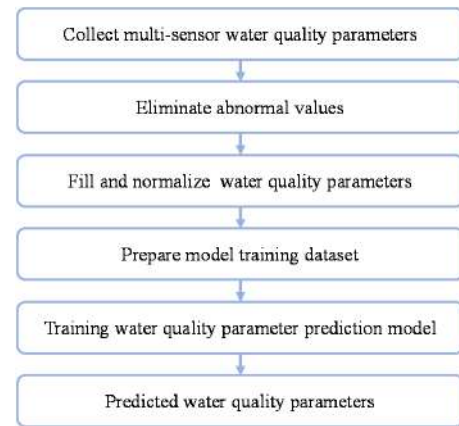 Collect multi-sensor water quality parameters
Eliminate abnormal values
Fill and normalize water quality parameters
Prepare model training dataset
Training water quality parameter prediction model
Predicted water quality parameters